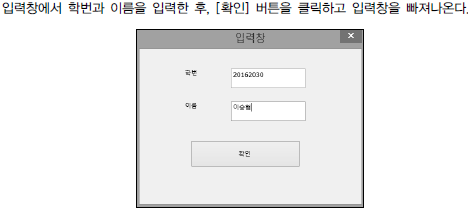 입력창에서 학번과 이름을 입력한 후, [확인] 버튼을 클릭하고 입력창을 빠져나온다.
입력창
학번
20162030
이름
이승형
확인